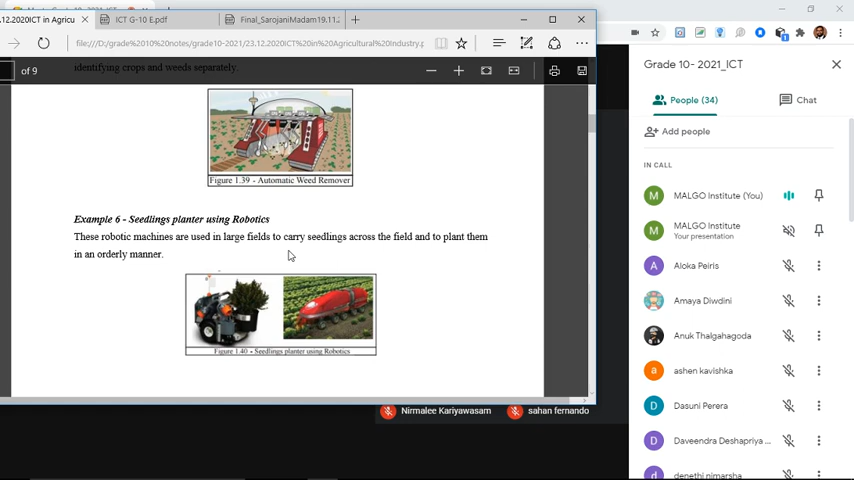 12.2020ICT in Agricu
ICT G-10 E.pdf
Final_SarojaniMadam19.11.2
file:///D:/grade%2010%20notes/grade10-2021/23.12.2020ICT%20in%20Agricultural%20Industry.p
of 9
identifying crops and weeds separately.
Figure 1.39 - Automatic Weed Remover
Example 6 - Seedlings planter using Robotics
These robotic machines are used in large fields to carry seedlings across the field and to plant them
in an orderly manner.
Figure 1.40 - Seedlings planter using Robotics
Nirmalee Kariyawasam
sahan fernando
Grade 10- 2021_ICT
People (34)
Chat
Add people
IN CALL
M
MALGO Institute (You)
M
MALGO Institute
Your presentation
A
Aloka Peiris
Amaya Diwdini
Anuk Thalgahagoda
a
ashen kavishka
D
Dasuni Perera
D
Daveendra Deshapriya ...
d
denethi nimarsha